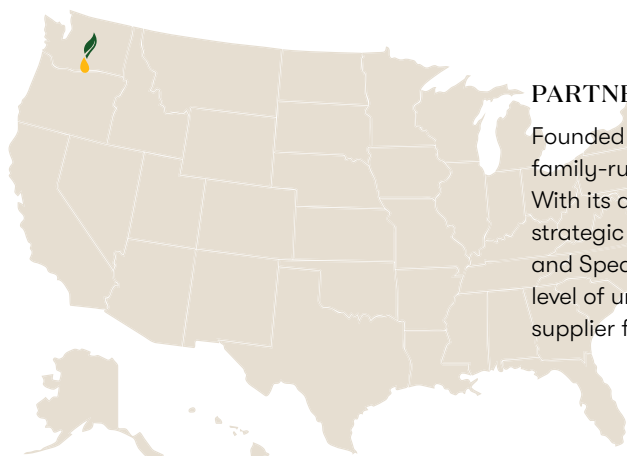 PARTNE
Founded
family-ru
With its
strategic
and Spec
level of
supplier